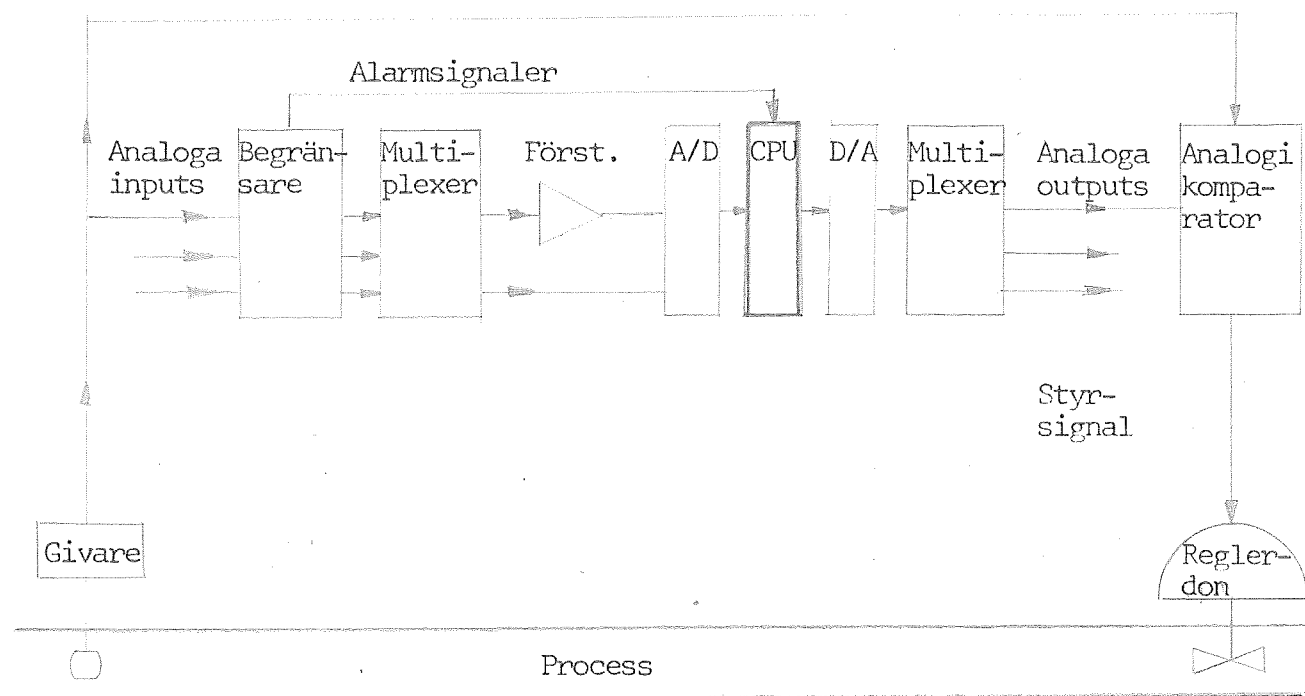 Alarmsignaler
Analoga
inputs
Begrän-
sare
Multi-
plexer
Först.
A/D
CPU
D/A
Multi-
plexer
Analoga
outputs
Analogi
kompa-
rator
Styr-
signal
Givare
Regler-
don
Process